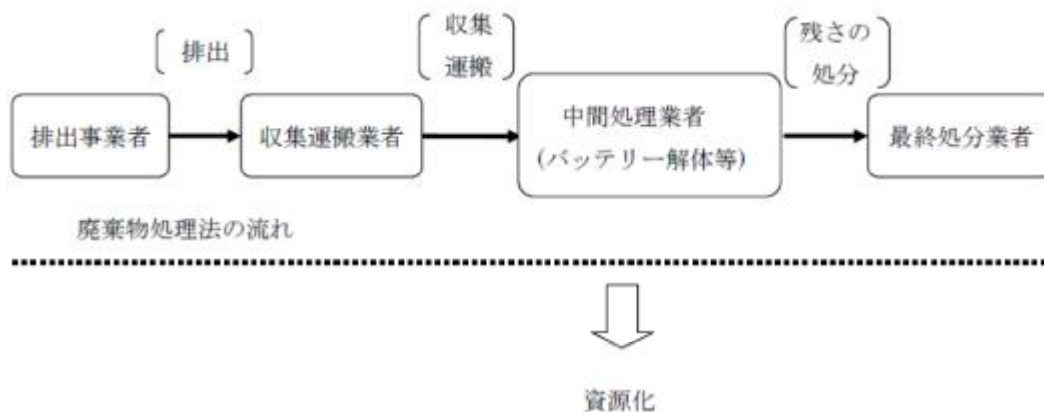 排出
収集
運搬
残さの
処分
排出事業者
収集運搬業者
中間処理業者
(バッテリー解体等)
最終処分業者
廃棄物処理法の流れ
資源化